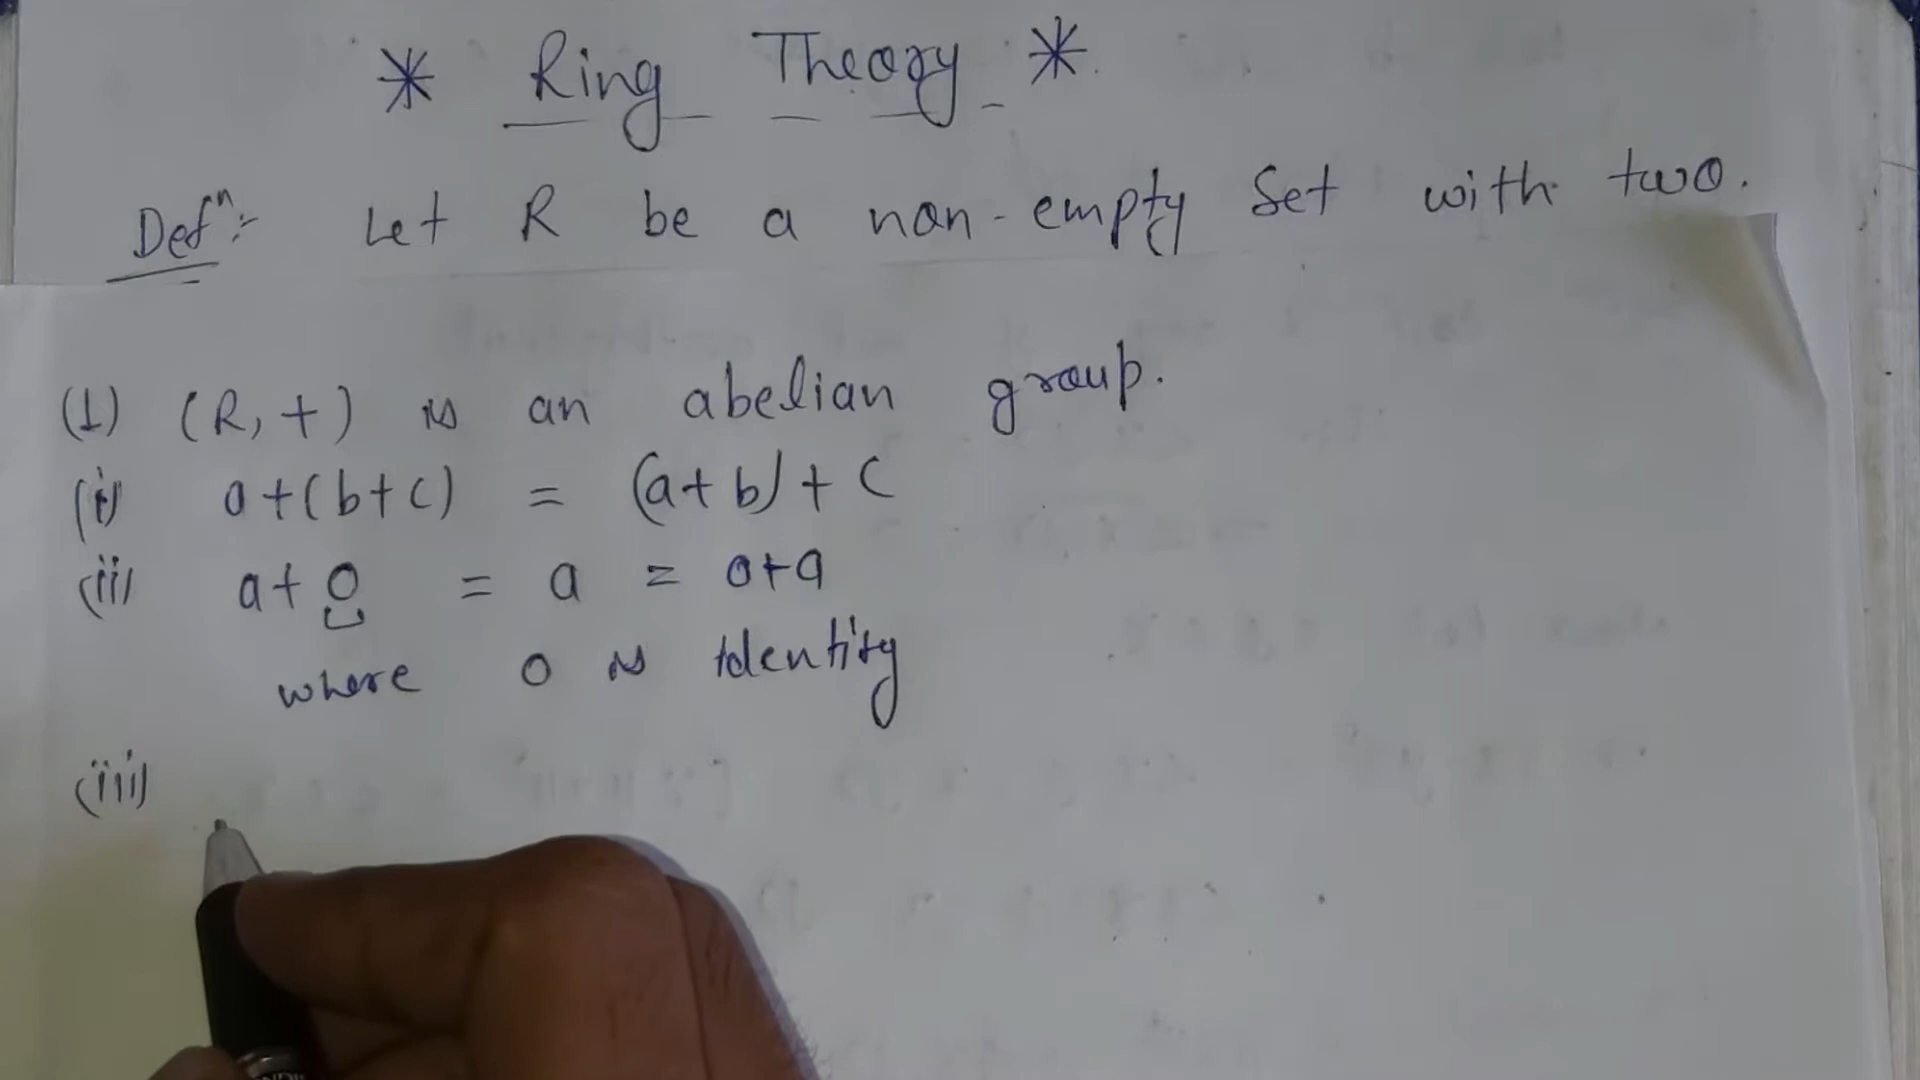 * Ring Theory *
Defⁿ:- Let R be a non-empty Set with two.
(1) (R, +) is an abelian group.
(i) a+(b+c) = (a+b)+c
(ii) a+0 = a = 0+a
where 0 is Identity
(iii)